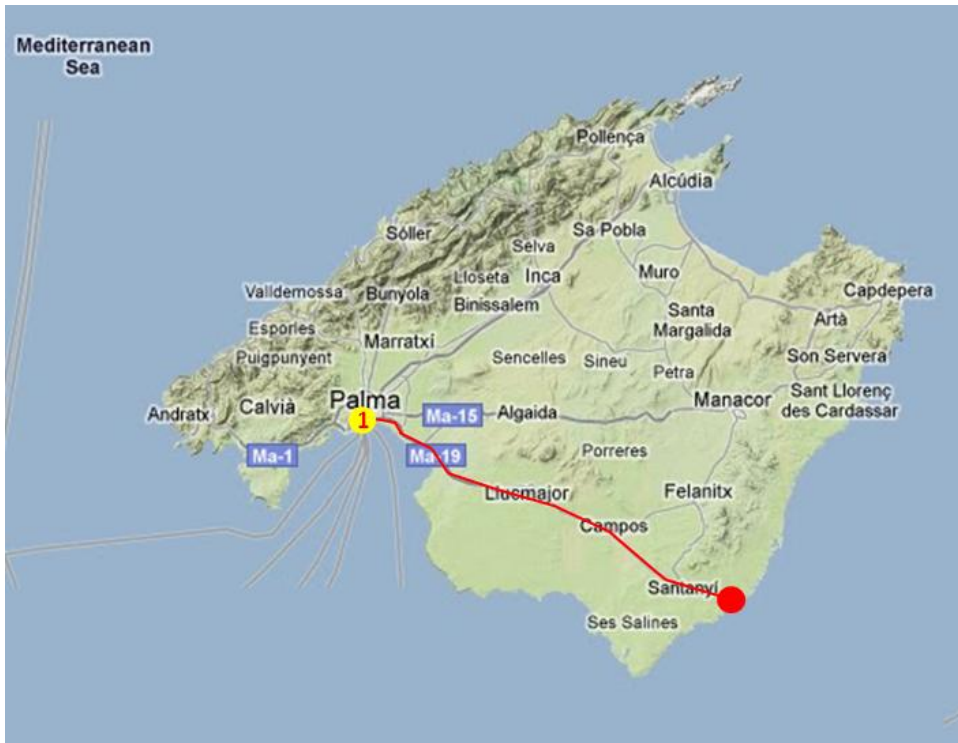 Mediterranean
Sea
Pollença
Alcúdia
Sóller
Sa Pobla
Selva
Lloseta
Inca
Muro
Valldemossa
Bunyola
Binissalem
Capdepera
Santa
Margalida
Artà
Esporles
Marratxí
Puigpunyent
Sencelles
Sineu
Son Servera
Petra
Palma
Manacor
Sant Llorenç
des Cardassar
Andratx
Calvià
1
Ma-15
Algaida
Ma-1
Ma-19
Porreres
Llucmajor
Felanitx
Campos
Santanyí
Ses Salines